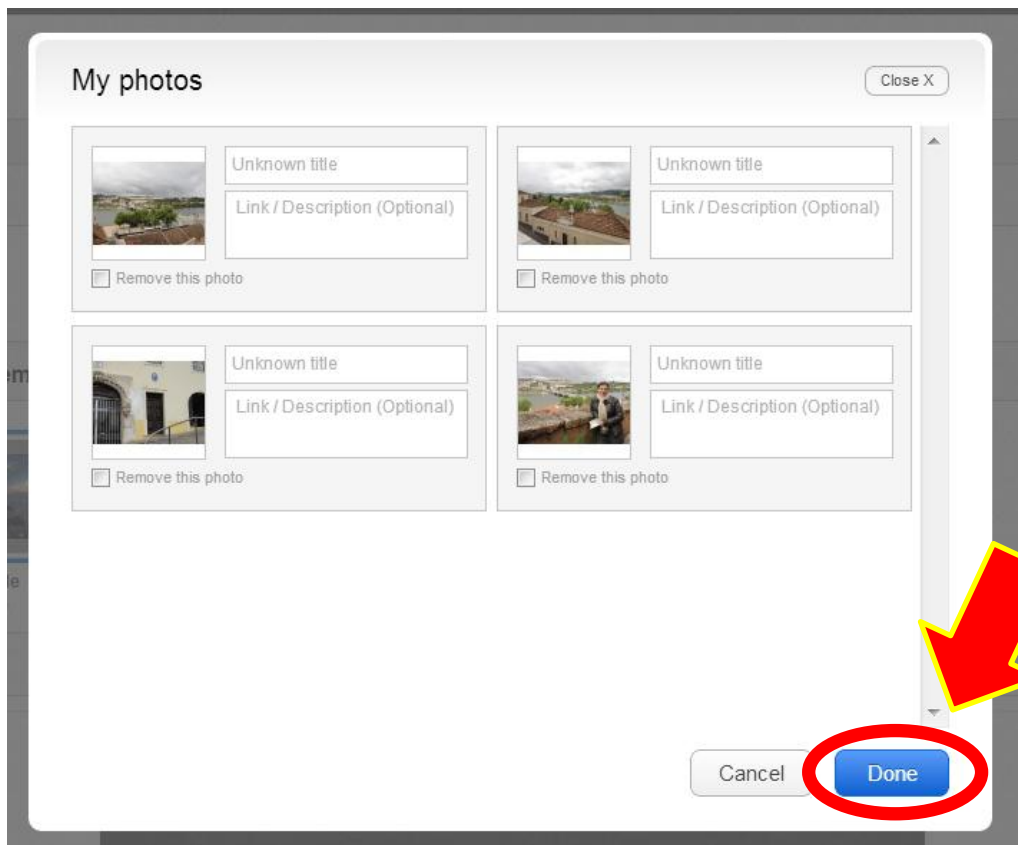 My photos
Close X
Unknown title
Link / Description (Optional)
Remove this photo
Unknown title
Link / Description (Optional)
Remove this photo
Unknown title
Link / Description (Optional)
Remove this photo
Unknown title
Link / Description (Optional)
Remove this photo
Cancel
Done